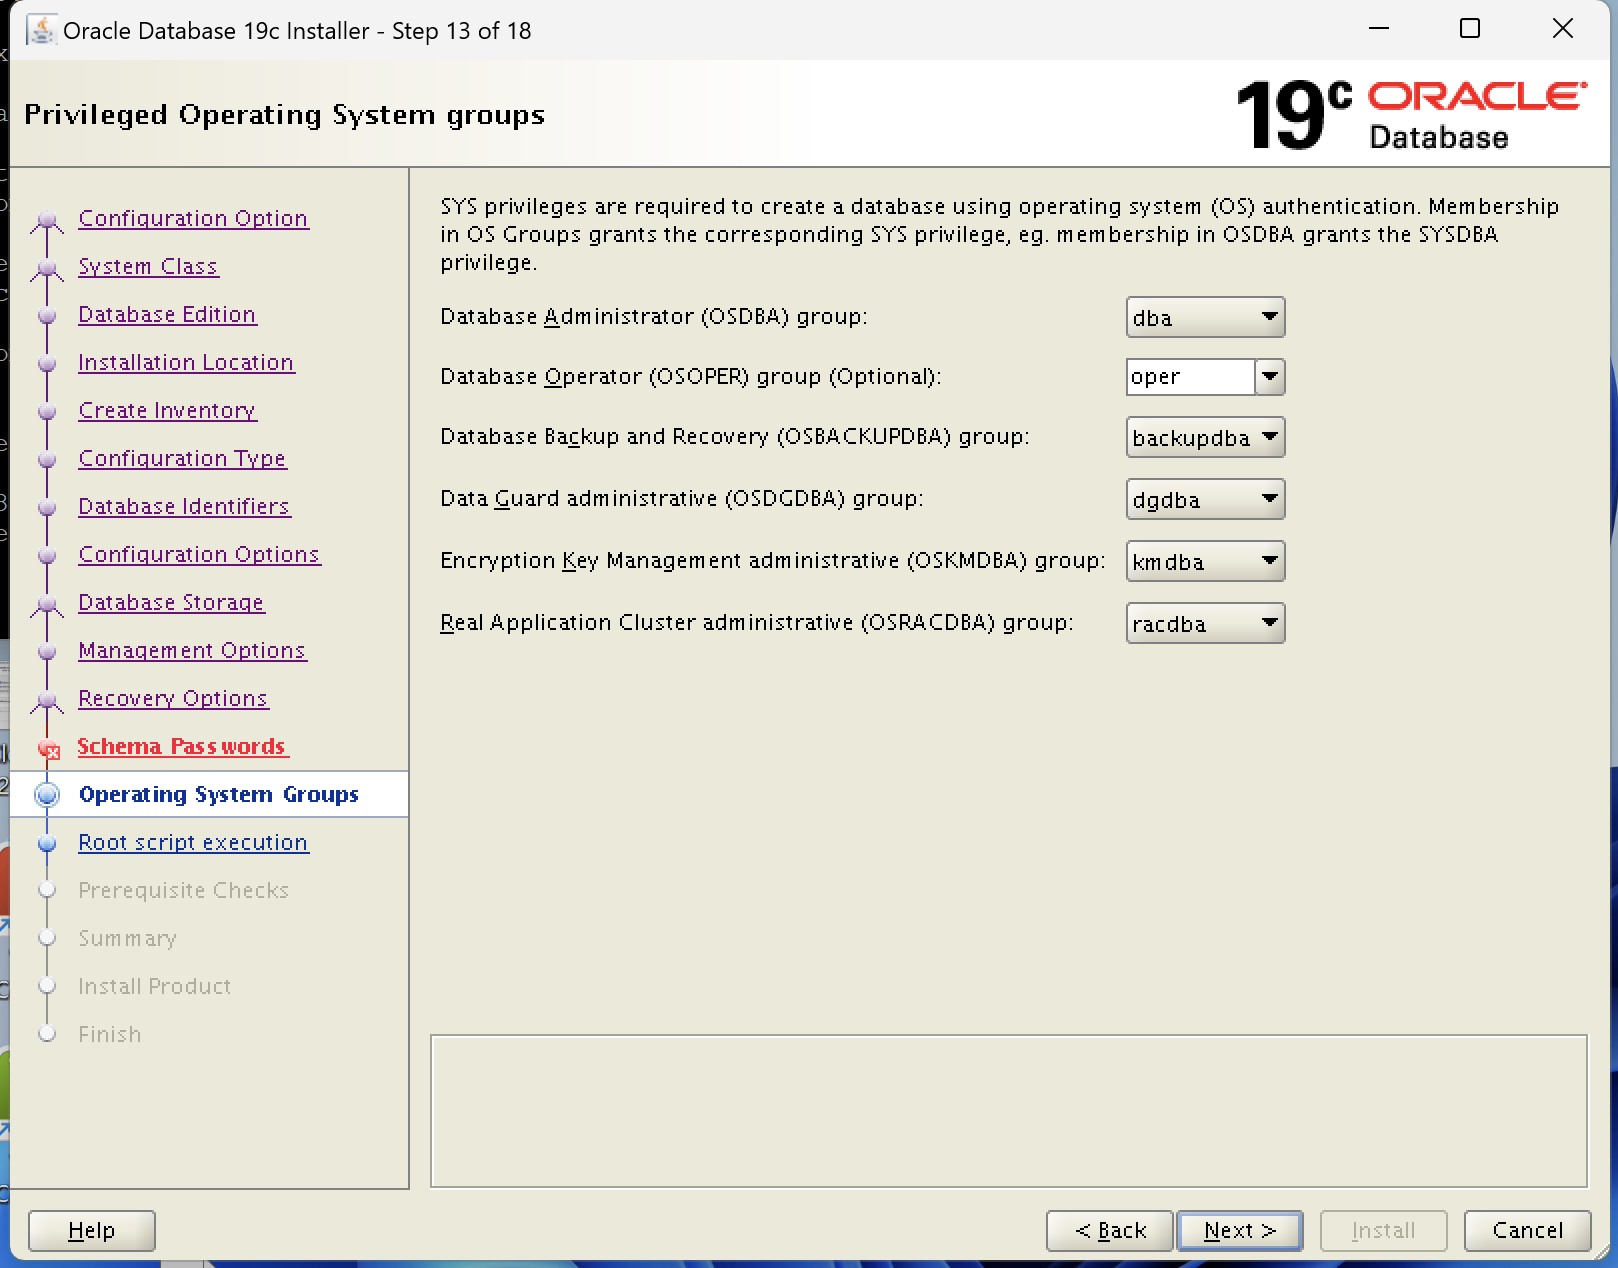 Oracle Database 19c Installer - Step 13 of 18
Privileged Operating System groups
19c ORACLE
Database
Configuration Option
System Class
Database Edition
Installation Location
Create Inventory
Configuration Type
Database Identifiers
Configuration Options
Database Storage
Management Options
Recovery Options
Schema Passwords
Operating System Groups
Root script execution
Prerequisite Checks
Summary
Install Product
Finish
SYS privileges are required to create a database using operating system (OS) authentication. Membership
in OS Groups grants the corresponding SYS privilege, eg. membership in OSDBA grants the SYSDBA
privilege.
Database Administrator (OSDBA) group: dba
Database Operator (OSOPER) group (Optional): oper
Database Backup and Recovery (OSBACKUPDBA) group: backupdba
Data Guard administrative (OSDGDBA) group: dgdba
Encryption Key Management administrative (OSKMDBA) group: kmdba
Real Application Cluster administrative (OSRACDBA) group: racdba
Help < Back Next > Install Cancel